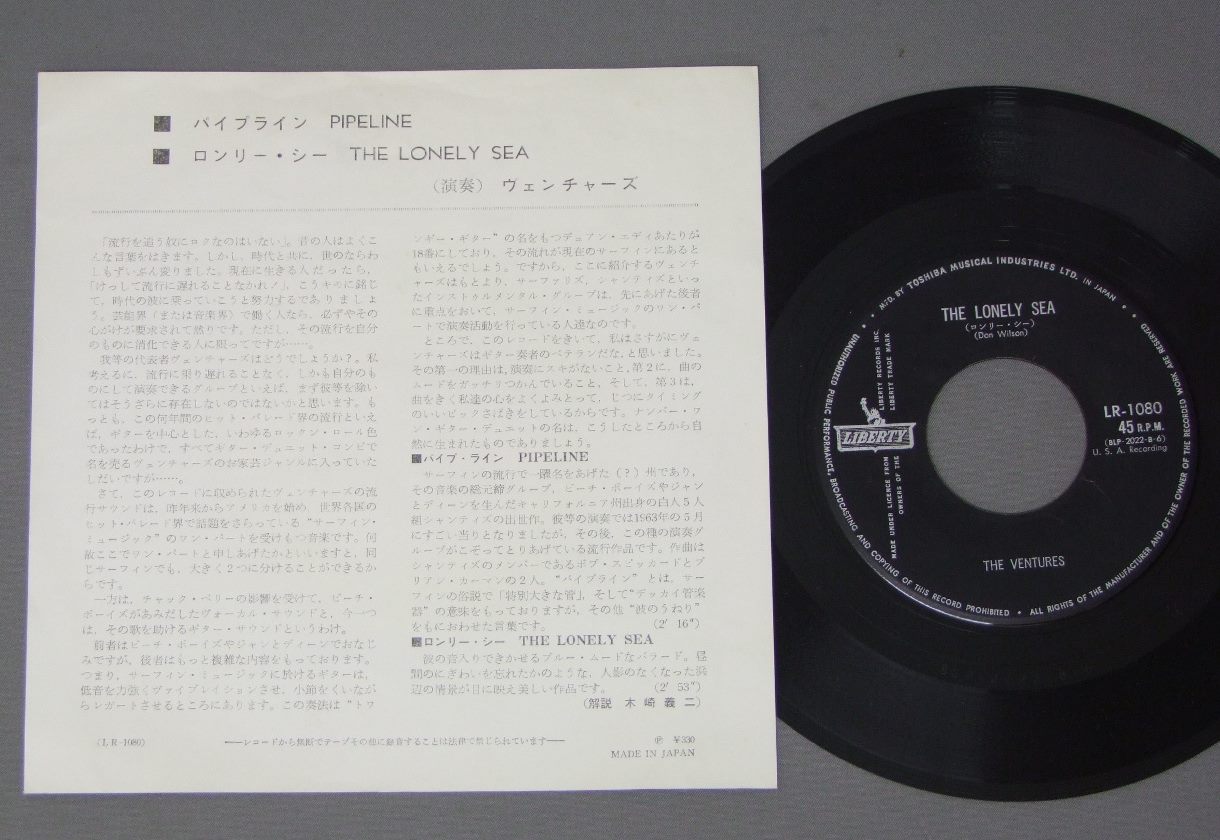 ■ パイプライン PIPELINE
■ ロンリー・シー THE LONELY SEA
（演奏） ヴェンチャーズ
「流行を追う奴にロクなのはいない」。昔の人はよくこ
んな言葉をはきます。しかし、時代と共に、世のならわ
しもずいぶん変りました。現在に生きる人だったら、
「けっして流行に遅れることなかれ！」、こうキモに銘じ
て、時代の波に乗っていこうと努力するでありましょ
う。芸能界（または音楽界）で働く人なら、必ずやその
心がけが要求されて然りです。ただし、その流行を自分
のものに消化できる人に限ってですが……。
我等の代表者ヴェンチャーズはどうでしょうか？。私
考えるに、流行に乗り遅れることなく、しかも自分のも
のにして演奏できるグループといえば、まず彼等を除い
てはそうざらに存在しないのではないかと思います。も
っとも、この何年間のヒット・パレード界の流行といえ
ば、ギターを中心とした、いわゆるロックン・ロール色
であったわけで、すべてギター・デュエット・コンビで
名を売るヴェンチャーズのお家芸ジャンルに入っていた
しだいですが……。
さて、このレコードに収められたヴェンチャーズの流
行サウンドは、昨年来からアメリカを始め、世界各国の
ヒット・パレード界で話題をさらっている“サーフィン・
ミュージック”のワン・パートを受けもつ音楽です。何
故ここでワン・パートと申しあげたかといいますと、同
じサーフィンでも、大きく２つに分けることができるか
らです。
一方は、チャック・ベリーの影響を受けて、ビーチ・
ボーイズがあみだしたヴォーカル・サウンドと、今一つ
は、その歌を助けるギター・サウンドというわけ。
前者はビーチ・ボーイズやジャンとディーンでおなじ
みですが、後者はもっと複雑な内容をもっております。
つまり、サーフィン・ミュージックに於けるギターは、
低音を力強くヴァイブレイションさせ、小節をくいなが
らレガートさせるところにあります。この奏法は“トワ
ンギー・ギター”の名をもつデュアン・エディあたりが
18番にしており、その流れが現在のサーフィンにあると
もいえるでしょう。ですから、ここに紹介するヴェンチ
ャーズはもとより、サーファリズ、シャンティズといっ
たインストゥルメンタル・グループは、先にあげた後者
に重点をおいて、サーフィン・ミュージックのワン・パ
ートで演奏活動を行っている人達なのです。
ところで、このレコードをきいて、私はさすがにヴェ
ンチャーズはギター奏者のベテランだな、と思いました。
その第一の理由は、演奏にスキがないこと、第２に、曲の
ムードをガッチリつかんでいること、そして、第３は、
曲をきく私達の心をよくよみとって、じつにタイミング
のいいピックさばきをしているからです。ナンバー・ワ
ン・ギター・デュエットの名は、こうしたところから自
然に生まれたものでありましょう。
■パイプ・ライン PIPELINE
サーフィンの流行で一躍名をあげた（？）州であり、
その音楽の総元締グループ、ビーチ・ボーイズやジャン
とディーンを生んだキャリフォルニア州出身の白人５人
組シャンティズの出世作。彼等の演奏では1963年の５月
にすごい当りとなりましたが、その後、この種の演奏グ
ループがこぞってとりあげている流行作品です。作曲は
シャンティズのメンバーであるボブ・スピッカードとブ
リアン・カーマンの２人。“パイプライン”とは、サー
フィンの俗説で「特別大きな管」、そして“デッカイ管楽
器”の意味をもっておりますが、その他“波のうねり”
をもにおわせた言葉です。 （2′16″）
■ロンリー・シー THE LONELY SEA
波の音入りできかせるブルー・ムードなバラード。昼
間のにぎわいを忘れたかのような、人影のなくなった浜
辺の情景が目に映え美しい作品です。 （2′53″）
（解説 木崎義二）
（LR-1080） ――レコードから無断でテープその他に録音することは法律で禁じられています――
Ⓟ ¥330
MADE IN JAPAN
MFD. BY TOSHIBA MUSICAL INDUSTRIES LTD. IN JAPAN
THE LONELY SEA
(ロンリー・シー)
(Don Wilson)
LIBERTY RECORDS INC.
LIBERTY TRADE MARK
LIBERTY
MADE UNDER LICENCE FROM
OWNERS OF THE
LR-1080
45 R.P.M.
(BLP-2022-B-6)
U. S. A. Recording
THE VENTURES
UNAUTHORIZED PUBLIC PERFORMANCE, BROADCASTING AND COPYING OF THIS RECORD PROHIBITED • ALL RIGHTS OF THE MANUFACTURER AND OF THE OWNER OF THE RECORDED WORK ARE RESERVED